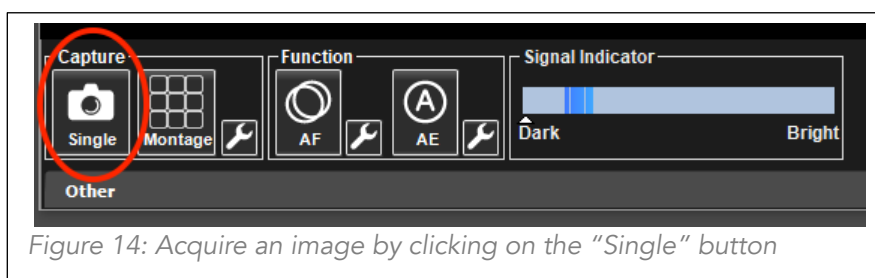 Capture
Function
Signal Indicator
Single
Montage
AF
A
AE
Dark
Bright
Other
Figure 14: Acquire an image by clicking on the “Single” button